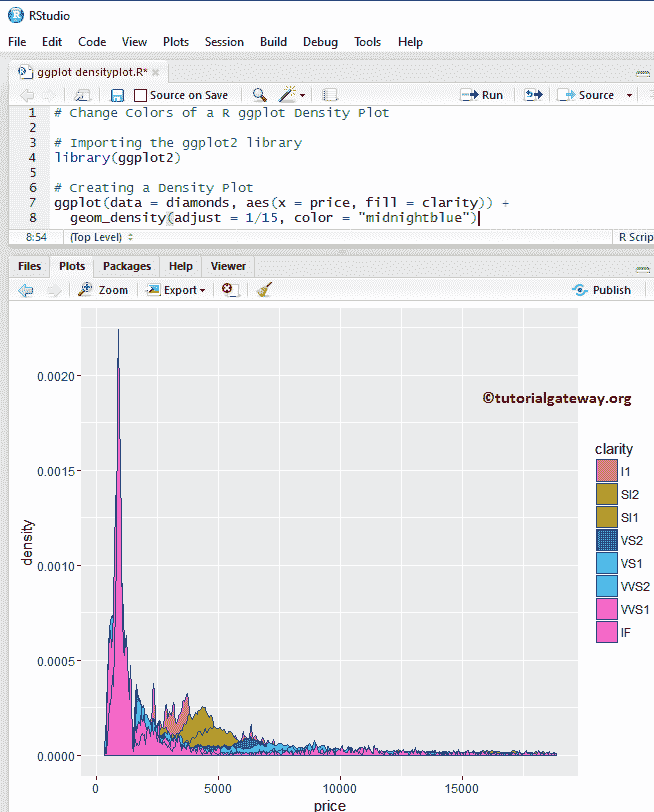 RStudio
File Edit Code View Plots Session Build Debug Tools Help
ggplot densityplot.R*
Source on Save Run Source
1 # Change Colors of a R ggplot Density Plot
2
3 # Importing the ggplot2 library
4 library(ggplot2)
5
6 # Creating a Density Plot
7 ggplot(data = diamonds, aes(x = price, fill = clarity)) +
8 geom_density(adjust = 1/15, color = "midnightblue")
8:54 (Top Level) R Scrip
Files Plots Packages Help Viewer
Zoom Export Publish
©tutorialgateway.org
0.0020
0.0015
0.0010
0.0005
0.0000
density
0 5000 10000 15000
price
clarity
I1
SI2
SI1
VS2
VS1
VVS2
VVS1
IF